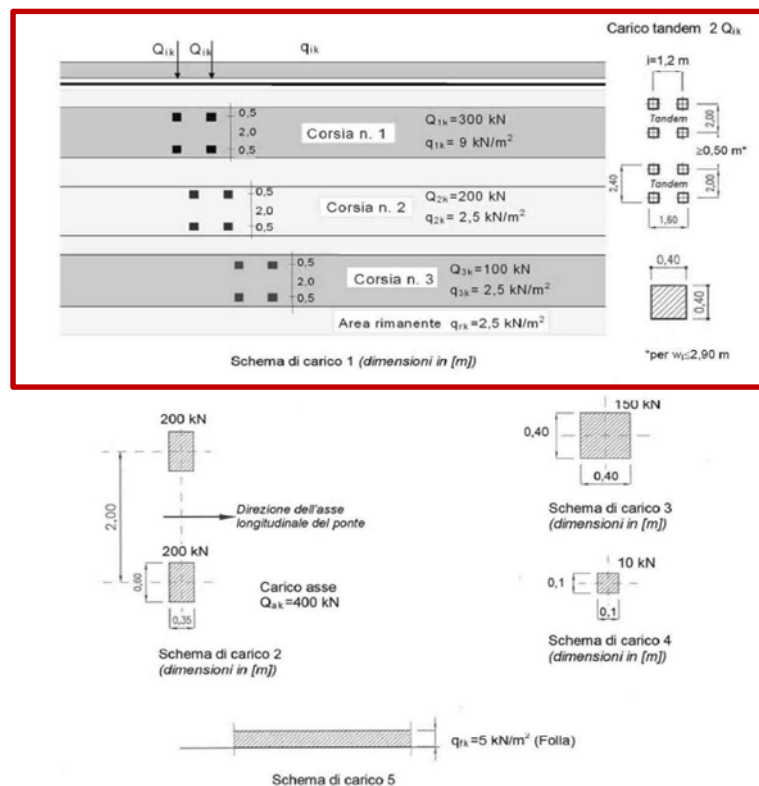 Carico tandem 2 Qik
Qik Qik qik
i=1,2 m
0,5
2,0
0,5
Corsia n. 1
Q1k=300 kN
q1k= 9 kN/m²
Tandem
2,00
≥0,50 m*
0,5
2,0
0,5
Corsia n. 2
Q2k=200 kN
q2k= 2,5 kN/m²
2,40
Tandem
2,00
1,60
0,5
2,0
0,5
Corsia n. 3
Q3k=100 kN
q3k= 2,5 kN/m²
0,40
0,40
Area rimanente qrk=2,5 kN/m²
Schema di carico 1 (dimensioni in [m])
*per wl≤2,90 m
200 kN
2,00
Direzione dell'asse
longitudinale del ponte
200 kN
0,60
0,35
Carico asse
Qak=400 kN
Schema di carico 2
(dimensioni in [m])
150 kN
0,40
0,40
Schema di carico 3
(dimensioni in [m])
10 kN
0,1
0,1
Schema di carico 4
(dimensioni in [m])
qfk=5 kN/m² (Folla)
Schema di carico 5